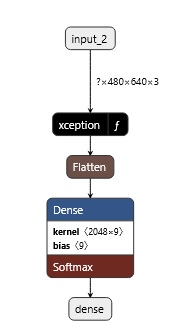 input_2
?×480×640×3
xception ƒ
Flatten
Dense
kernel ⟨2048×9⟩
bias ⟨9⟩
Softmax
dense